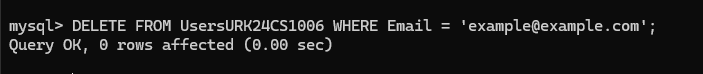 mysql> DELETE FROM UsersURK24CS1006 WHERE Email = 'example@example.com';
Query OK, 0 rows affected (0.00 sec)